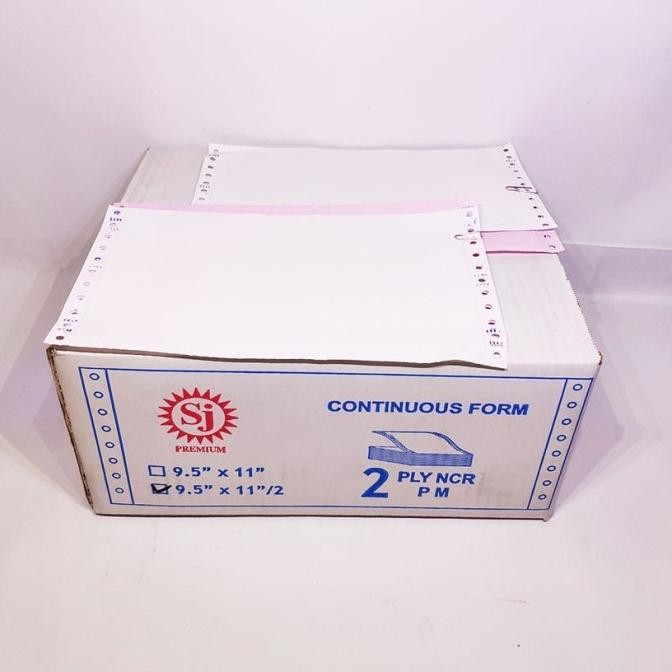 Sj
PREMIUM
9.5" x 11"
9.5" x 11"/2
CONTINUOUS FORM
2 PLY NCR
P M